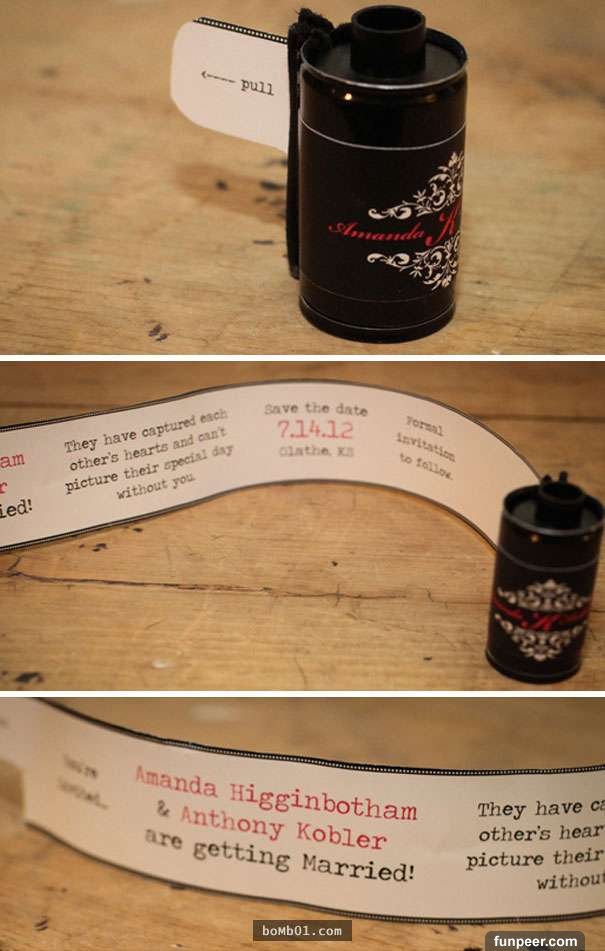 <---- pull
Amanda K
am
r
ied!
They have captured each
other's hearts and can't
picture their special day
without you.
Save the date
7.14.12
Olathe, KS
Formal
invitation
to follow.
K
You're
invited...
Amanda Higginbotham
& Anthony Kobler
are getting Married!
They have ca
other's hear
picture their
without
boMb01.com
funpeer.com